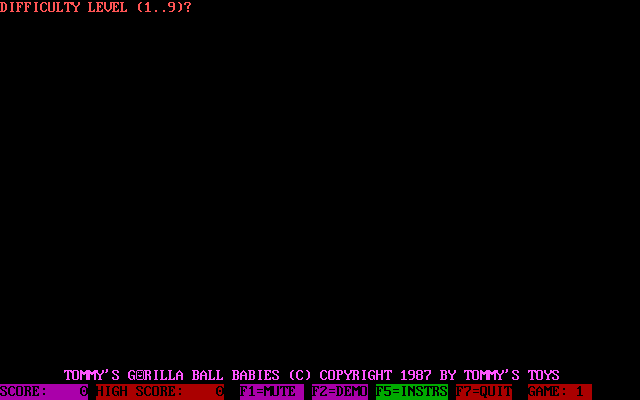 DIFFICULTY LEVEL (1..9)?
TOMMY'S G☺RILLA BALL BABIES (C) COPYRIGHT 1987 BY TOMMY'S TOYS
SCORE: 0 HIGH SCORE: 0 F1=MUTE F2=DEMO F5=INSTRS F7=QUIT GAME: 1